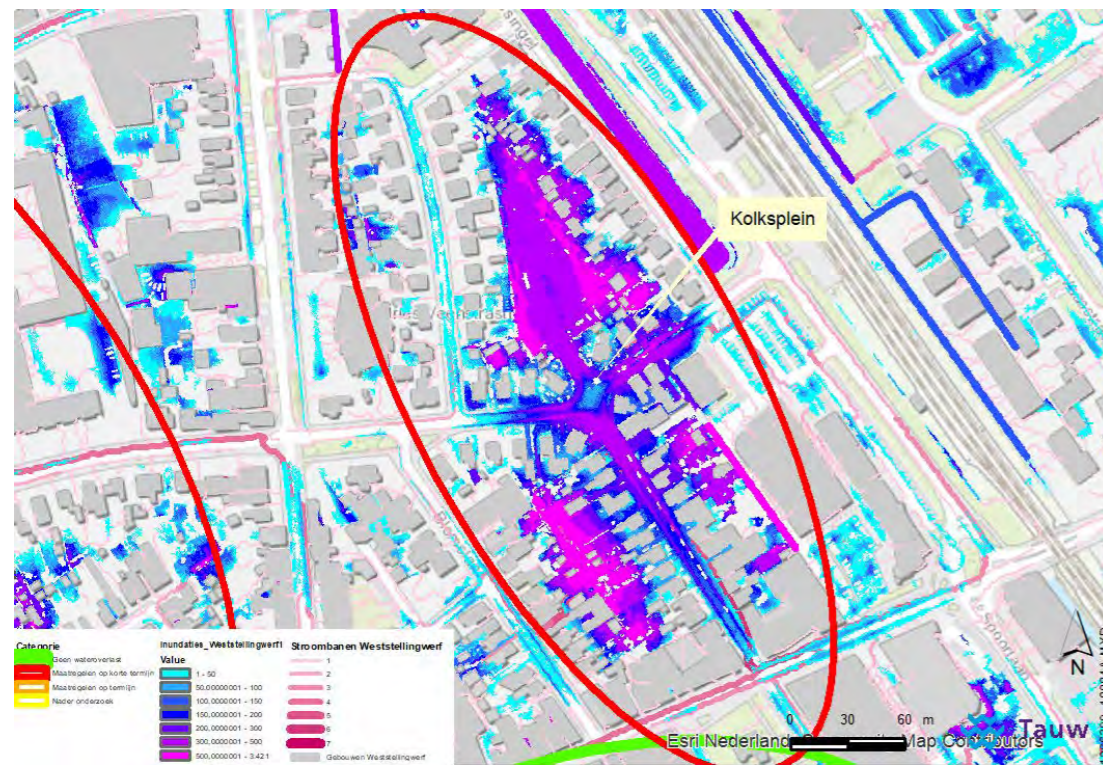 singel
Kolksplein
Categorie
Geen wateroverlast
Maatregelen op korte termijn
Maatregelen op termijn
Nader onderzoek
Inundaties_Weststellingwerf1
Value
1 - 50
50,0000001 - 100
100,0000001 - 150
150,0000001 - 200
200,0000001 - 300
300,0000001 - 500
500,0000001 - 3.421
Stroombanen Weststellingwerf
1
2
3
4
5
6
7
Gebouwen Weststellingwerf
N
0 30 60 m
Esri Nederland, Map Contributors
Tauw